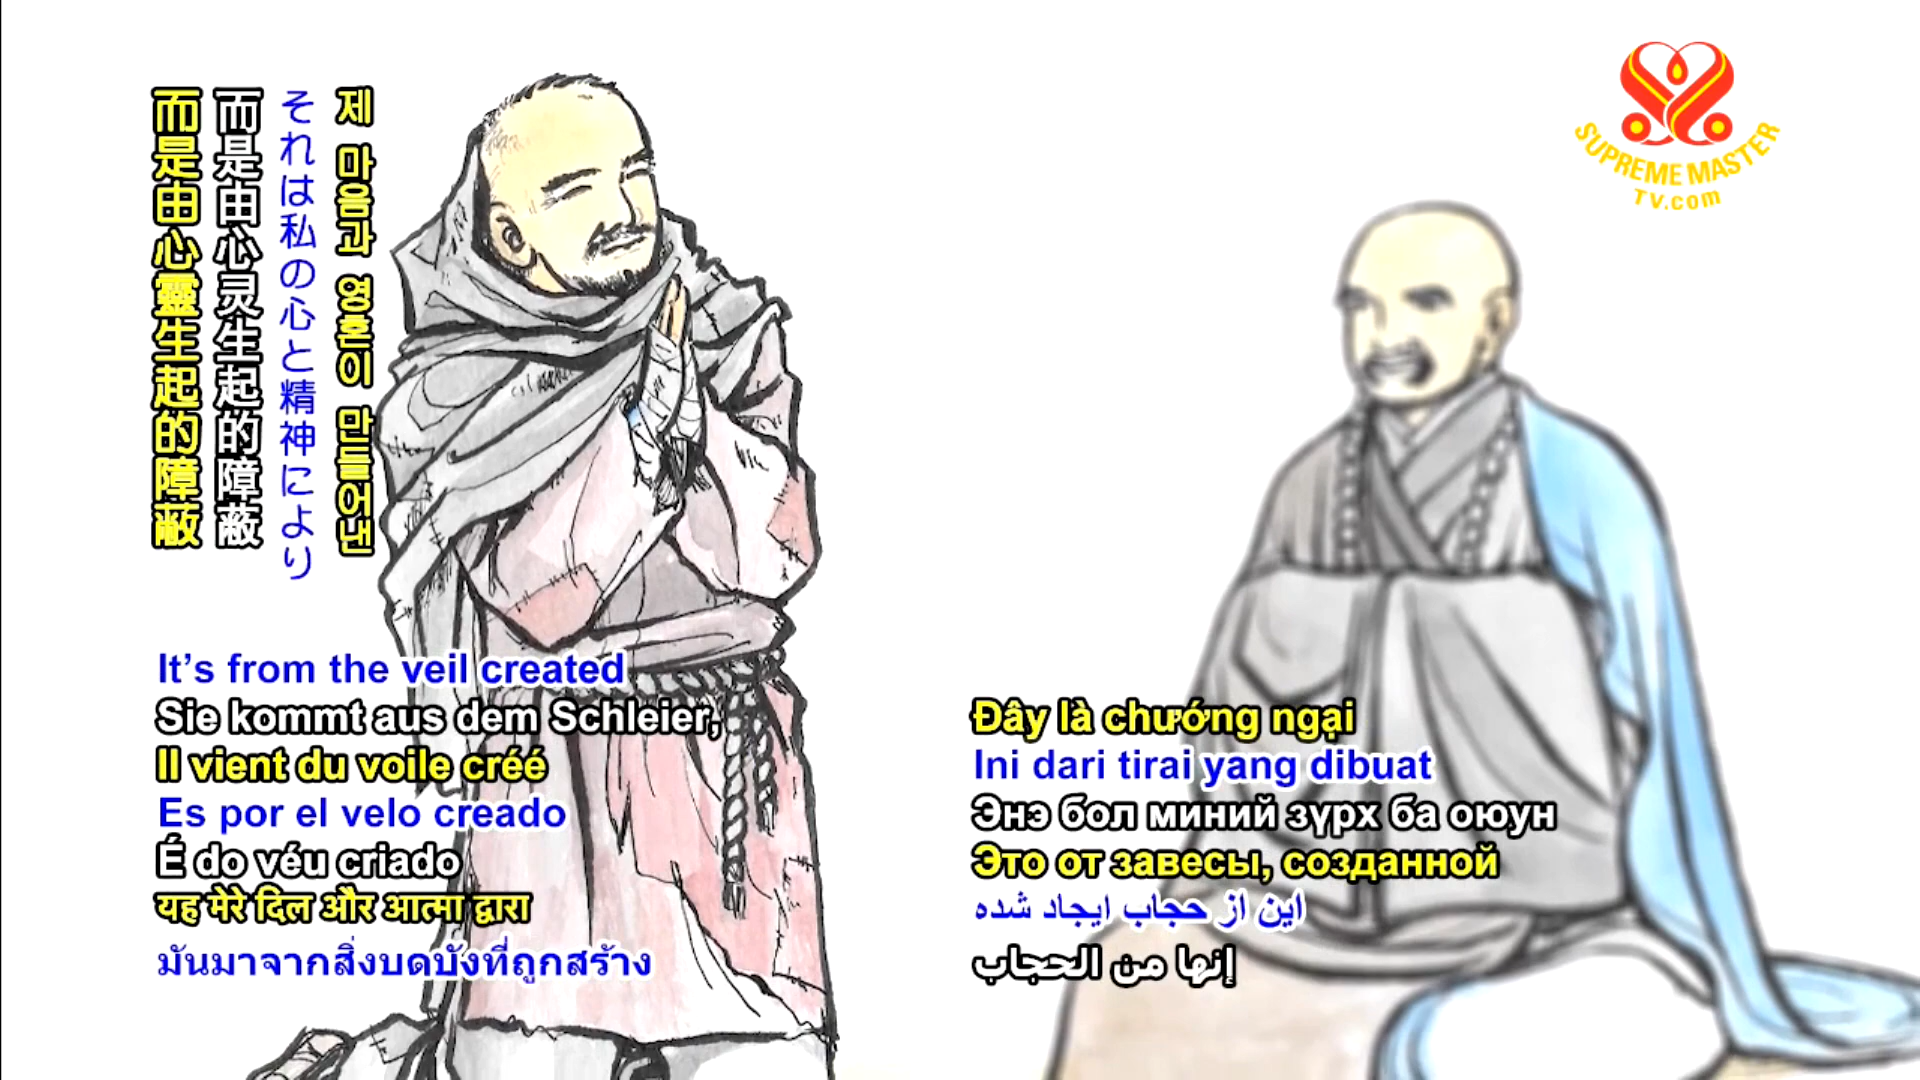 而是由心靈生起的障蔽
而是由心灵生起的障蔽
それは私の心と精神により
제 마음과 영혼이 만들어낸
SUPREME MASTER
TV.com
It’s from the veil created
Sie kommt aus dem Schleier,
Il vient du voile créé
Es por el velo creado
É do véu criado
यह मेरे दिल और आत्मा द्वारा
มันมาจากสิ่งบดบังที่ถูกสร้าง
Đây là chướng ngại
Ini dari tirai yang dibuat
Энэ бол миний зүрх ба оюун
Это от завесы, созданной
این از حجاب ایجاد شده
إنها من الحجاب